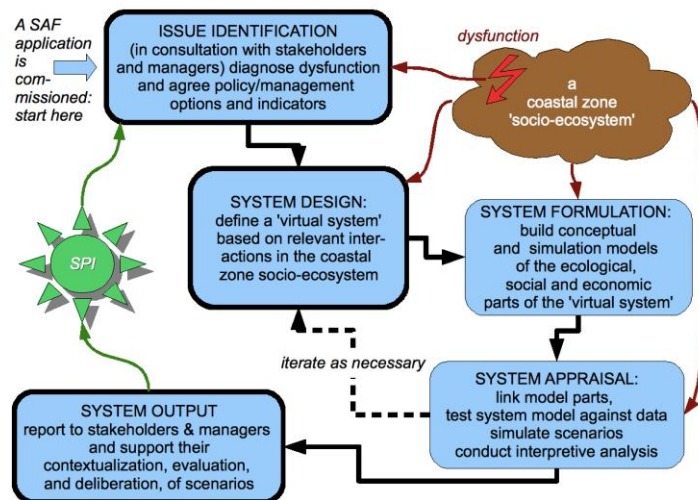 A SAF
application
is
com-
missioned:
start here
ISSUE IDENTIFICATION
(in consultation with stakeholders
and managers) diagnose dysfunction
and agree policy/management
options and indicators
dysfunction
a
coastal zone
'socio-ecosystem'
SYSTEM DESIGN:
define a 'virtual system'
based on relevant inter-
actions in the coastal
zone socio-ecosystem
SYSTEM FORMULATION:
build conceptual
and simulation models
of the ecological,
social and economic
parts of the 'virtual system'
SPI
iterate as necessary
SYSTEM APPRAISAL:
link model parts,
test system model against data
simulate scenarios
conduct interpretive analysis
SYSTEM OUTPUT
report to stakeholders & managers
and support their
contextualization, evaluation,
and deliberation, of scenarios